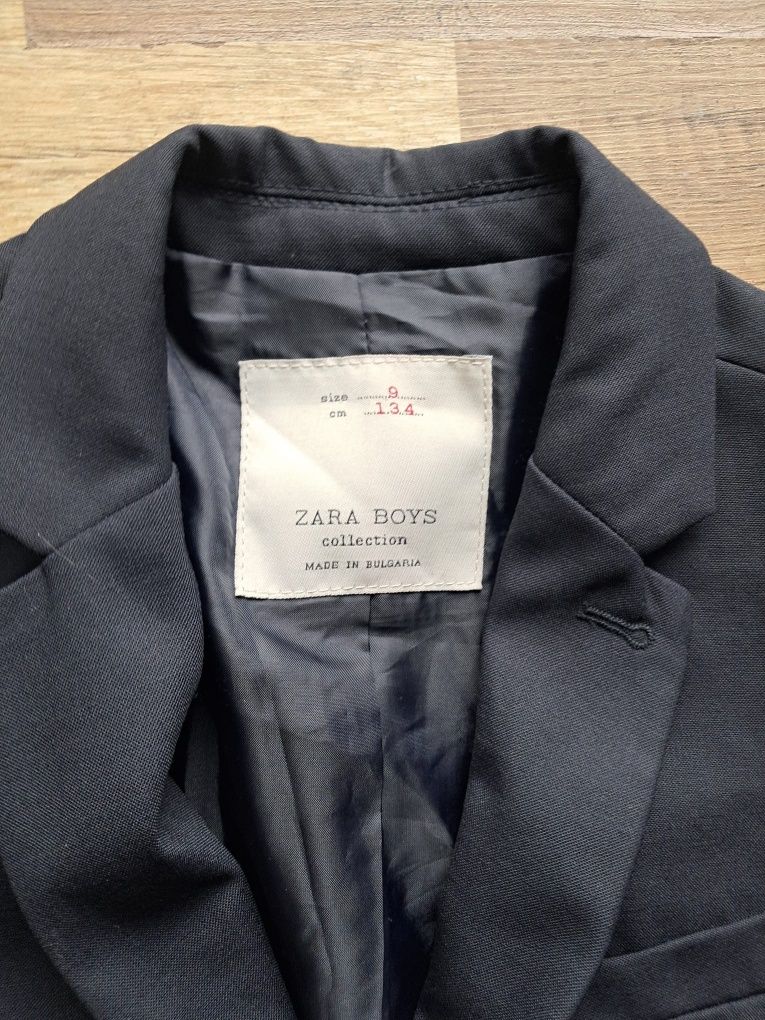 size ........9........
cm ...134...
ZARA BOYS
collection
MADE IN BULGARIA